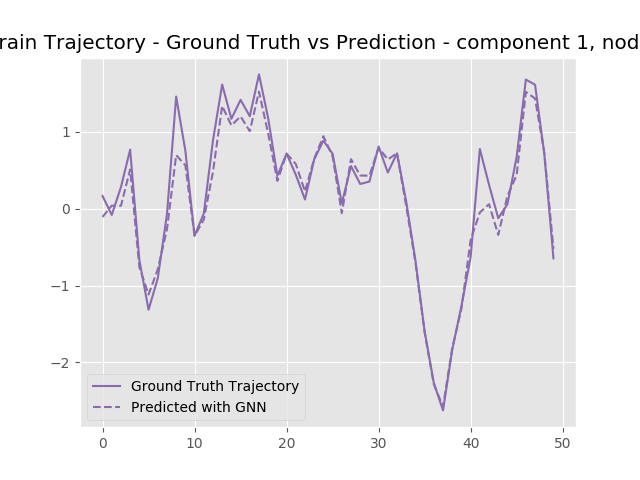 rain Trajectory - Ground Truth vs Prediction - component 1, nod
1
0
−1
−2
Ground Truth Trajectory
Predicted with GNN
0 10 20 30 40 50